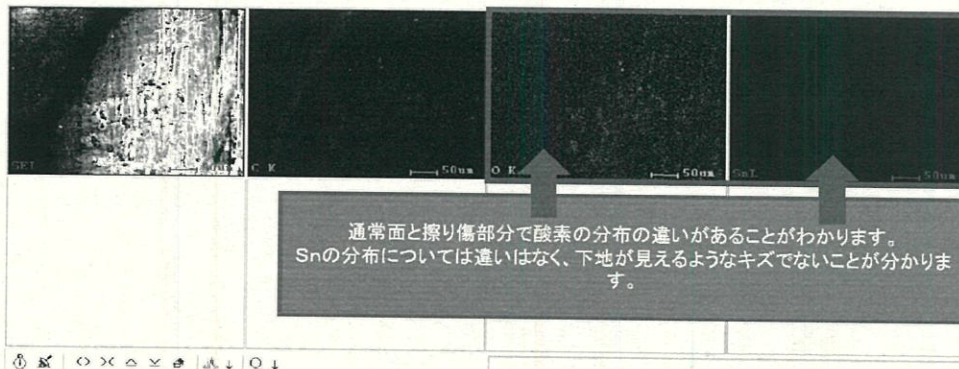 SEI
C K
50um
O K
50um
SnL
50um
通常面と擦り傷部分で酸素の分布の違いがあることがわかります。
Snの分布については違いはなく、下地が見えるようなキズでないことが分かりま
す。